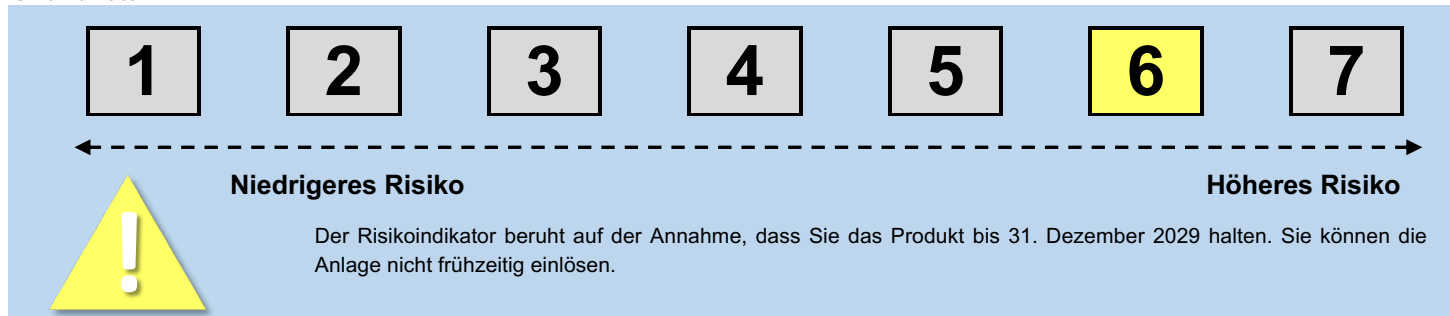 1 2 3 4 5 6 7
Niedrigeres Risiko Höheres Risiko
Der Risikoindikator beruht auf der Annahme, dass Sie das Produkt bis 31. Dezember 2029 halten. Sie können die
Anlage nicht frühzeitig einlösen.
!